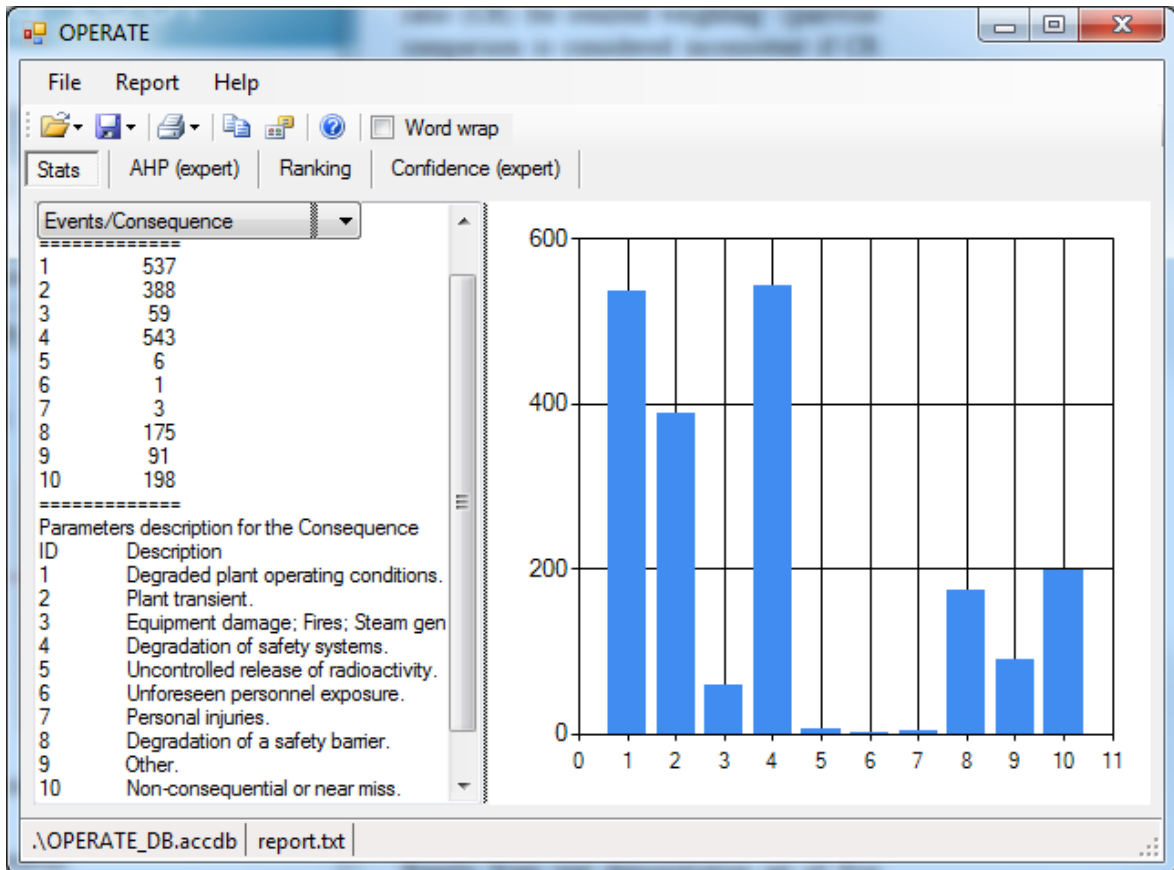 OPERATE
File Report Help
Word wrap
Stats AHP (expert) Ranking Confidence (expert)
Events/Consequence
=============
1 537
2 388
3 59
4 543
5 6
6 1
7 3
8 175
9 91
10 198
=============
Parameters description for the Consequence
ID Description
1 Degraded plant operating conditions.
2 Plant transient.
3 Equipment damage; Fires; Steam gen
4 Degradation of safety systems.
5 Uncontrolled release of radioactivity.
6 Unforeseen personnel exposure.
7 Personal injuries.
8 Degradation of a safety barrier.
9 Other.
10 Non-consequential or near miss.
600
400
200
0
0 1 2 3 4 5 6 7 8 9 10 11
.\OPERATE_DB.accdb report.txt